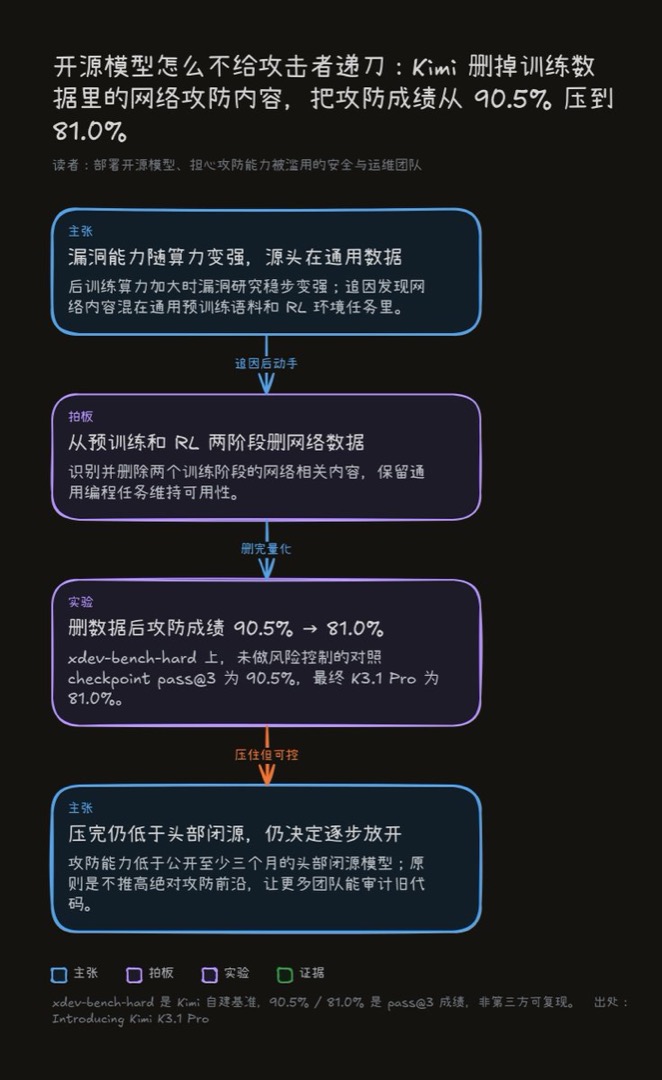 开源模型怎么不给攻击者递刀：Kimi 删掉训练数
据里的网络攻防内容，把攻防成绩从 90.5% 压到
81.0%
读者：部署开源模型、担心攻防能力被滥用的安全与运维团队
主张
漏洞能力随算力变强，源头在通用数据
后训练算力加大时漏洞研究稳步变强；追因发现网
络内容混在通用预训练语料和 RL 环境任务里。
追因后动手
拍板
从预训练和 RL 两阶段删网络数据
识别并删除两个训练阶段的网络相关内容，保留通
用编程任务维持可用性。
删完量化
实验
删数据后攻防成绩 90.5% → 81.0%
xdev-bench-hard 上，未做风险控制的对照
checkpoint pass@3 为 90.5%，最终 K3.1 Pro 为
81.0%。
压住但可控
主张
压完仍低于头部闭源，仍决定逐步放开
攻防能力低于公开至少三个月的头部闭源模型；原
则是不推高绝对攻防前沿，让更多团队能审计旧代
码。
主张 拍板 实验 证据
xdev-bench-hard 是 Kimi 自建基准，90.5% / 81.0% 是 pass@3 成绩，非第三方可复现。 出处：
Introducing Kimi K3.1 Pro